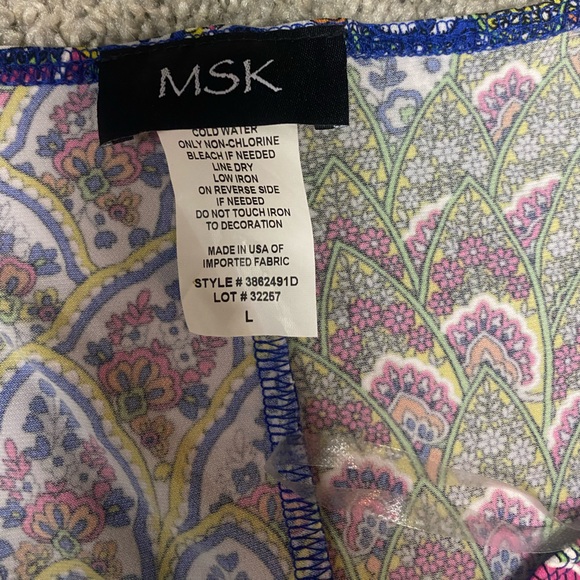 MSK
COLD WATER
ONLY NON-CHLORINE
BLEACH IF NEEDED
LINE DRY
LOW IRON
ON REVERSE SIDE
IF NEEDED
DO NOT TOUCH IRON
TO DECORATION
MADE IN USA OF
IMPORTED FABRIC
STYLE # 3862491D
LOT # 32257
L